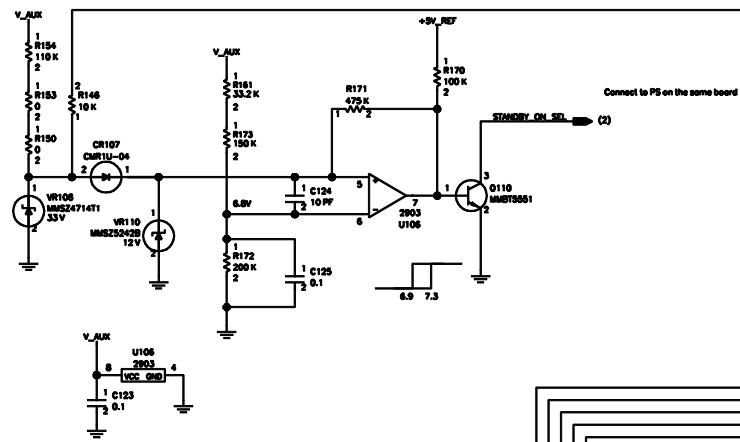 V_AUX
1
R154
110 K
2
1
R153
0
2
1
R150
0
2
2
R146
10 K
1
CR107
CMR1U-04
2
1
1
VR108
MMSZ4714T1
33 V
2
1
VR110
MMSZ5242B
12 V
2
V_AUX
1
R161
33.2 K
2
1
R173
150 K
2
6.8V
1
R172
200 K
2
1
C124
10 PF
2
1
C125
0.1
2
R171
475 K
1
2
5
6
7
2903
U106
+5V_REF
1
R170
100 K
2
1
3
Q110
MMBT5551
2
STANDBY_ON_SEL
(2)
Connect to PS on the same board
6.9
7.3
V_AUX
U106
2903
8
VCC GND
4
1
C123
0.1
2